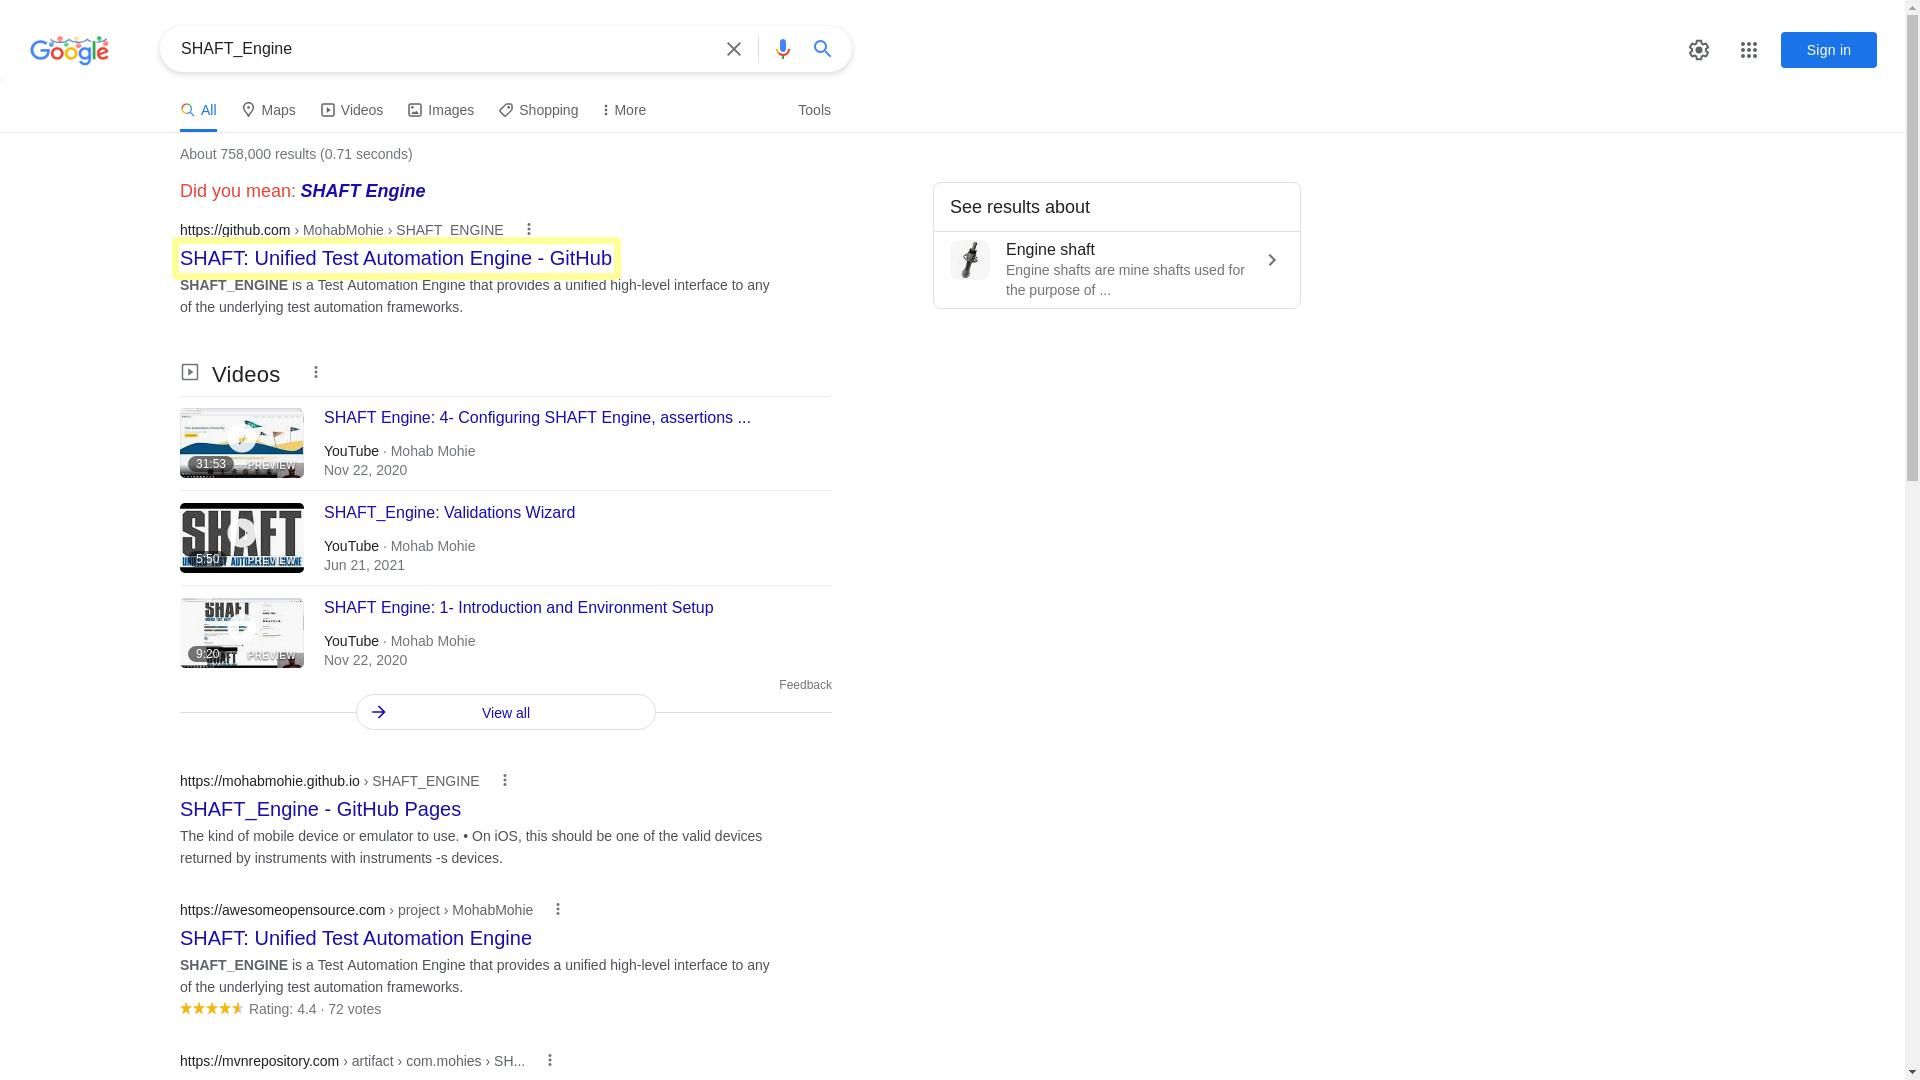 Google
SHAFT_Engine
Sign in
All
Maps
Videos
Images
Shopping
More
Tools
About 758,000 results (0.71 seconds)
Did you mean: SHAFT Engine
https://github.com › MohabMohie › SHAFT_ENGINE
SHAFT: Unified Test Automation Engine - GitHub
SHAFT_ENGINE is a Test Automation Engine that provides a unified high-level interface to any
of the underlying test automation frameworks.
See results about
Engine shaft
Engine shafts are mine shafts used for
the purpose of ...
Videos
SHAFT Engine: 4- Configuring SHAFT Engine, assertions ...
YouTube · Mohab Mohie
Nov 22, 2020
31:53
PREVIEW
SHAFT_Engine: Validations Wizard
YouTube · Mohab Mohie
Jun 21, 2021
SHAFT
5:50
PREVIEW
SHAFT Engine: 1- Introduction and Environment Setup
YouTube · Mohab Mohie
Nov 22, 2020
SHAFT
9:20
PREVIEW
SHAFT
Feedback
View all
https://mohabmohie.github.io › SHAFT_ENGINE
SHAFT_Engine - GitHub Pages
The kind of mobile device or emulator to use. • On iOS, this should be one of the valid devices
returned by instruments with instruments -s devices.
https://awesomeopensource.com › project › MohabMohie
SHAFT: Unified Test Automation Engine
SHAFT_ENGINE is a Test Automation Engine that provides a unified high-level interface to any
of the underlying test automation frameworks.
Rating: 4.4 · 72 votes
https://mvnrepository.com › artifact › com.mohies › SH...